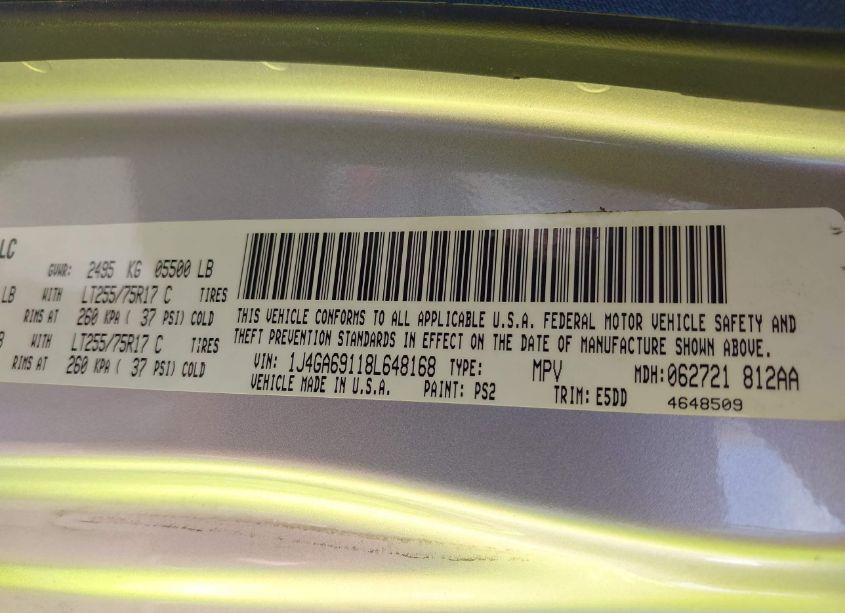 LC
GVWR: 2495 KG 05500 LB
LB WITH LT255/75R17 C TIRES
RIMS AT 260 KPA ( 37 PSI) COLD
WITH LT255/75R17 C TIRES
RIMS AT 260 KPA ( 37 PSI) COLD
THIS VEHICLE CONFORMS TO ALL APPLICABLE U.S.A. FEDERAL MOTOR VEHICLE SAFETY AND
THEFT PREVENTION STANDARDS IN EFFECT ON THE DATE OF MANUFACTURE SHOWN ABOVE.
VIN: 1J4GA69118L648168 TYPE: MPV MDH:062721 812AA
VEHICLE MADE IN U.S.A. PAINT: PS2 TRIM: E5DD 4648509